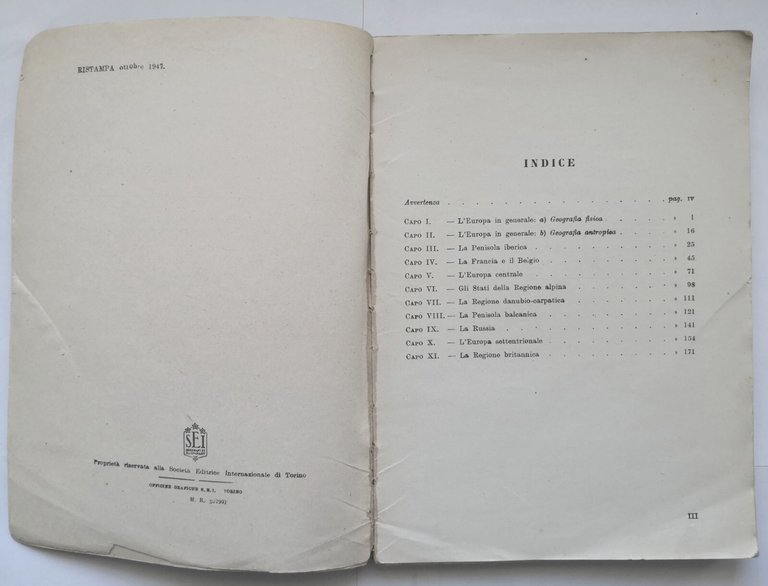 RISTAMPA ottobre 1947.
SEI
Proprietà riservata alla Società Editrice Internazionale di Torino
OFFICINE GRAFICHE S.E.I. TORINO
M. E.
INDICE
Avvertenza . . . . . . . . . . . . pag. IV
CAPO I. — L'Europa in generale: a) Geografia fisica . . . . » 1
CAPO II. — L'Europa in generale: b) Geografia antropica . . . . » 16
CAPO III. — La Penisola iberica . . . . . . . . » 25
CAPO IV. — La Francia e il Belgio . . . . . . . . » 45
CAPO V. — L'Europa centrale . . . . . . . . » 71
CAPO VI. — Gli Stati della Regione alpina . . . . . . » 98
CAPO VII. — La Regione danubio-carpatica . . . . . . » 111
CAPO VIII. — La Penisola balcanica . . . . . . . . » 121
CAPO IX. — La Russia . . . . . . . . . . » 141
CAPO X. — L'Europa settentrionale . . . . . . . . » 154
CAPO XI. — La Regione britannica . . . . . . . . » 171
III